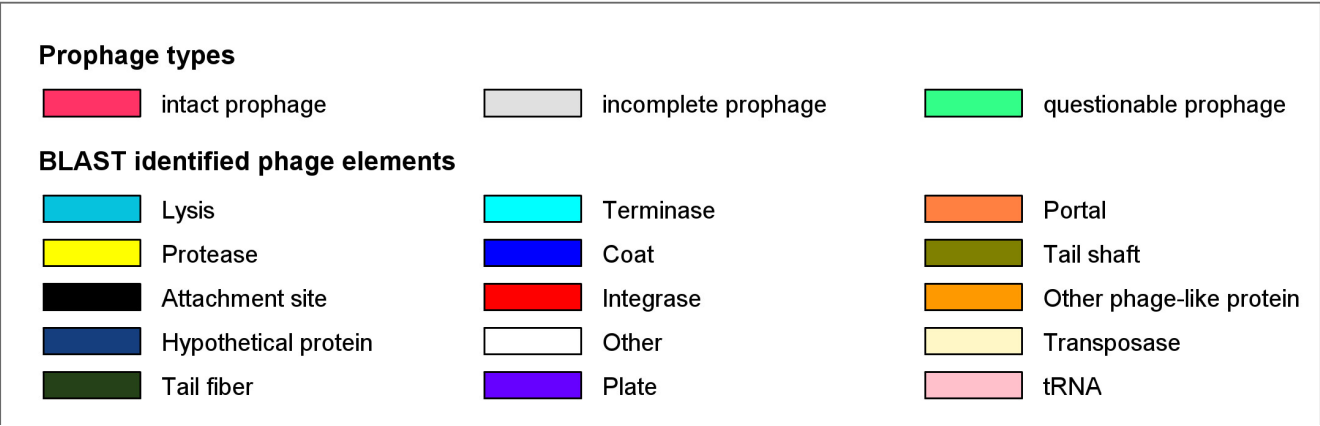 Prophage types
intact prophage incomplete prophage questionable prophage
BLAST identified phage elements
Lysis Terminase Portal
Protease Coat Tail shaft
Attachment site Integrase Other phage-like protein
Hypothetical protein Other Transposase
Tail fiber Plate tRNA